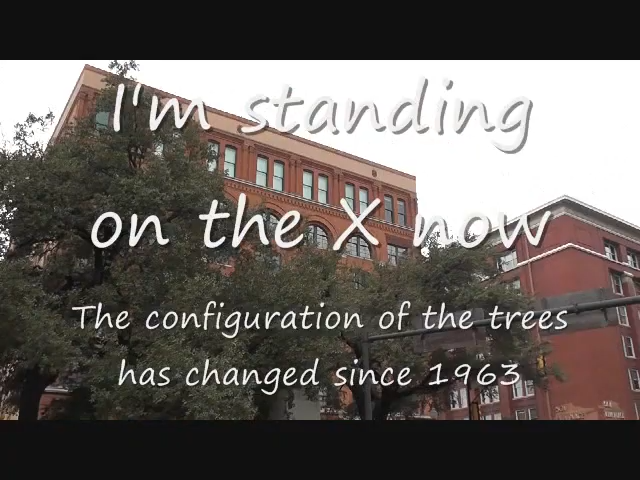 I'm standing
on the X now
The configuration of the trees
has changed since 1963